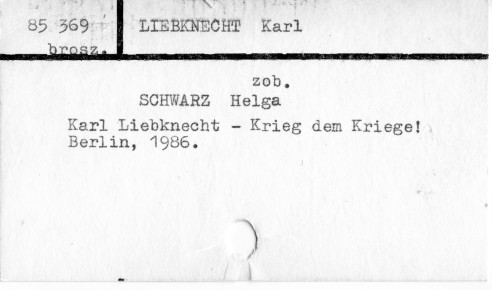 85 369 LIEBKNECHT Karl
brosz.
zob.
SCHWARZ Helga
Karl Liebknecht - Krieg dem Kriege!
Berlin, 1986.